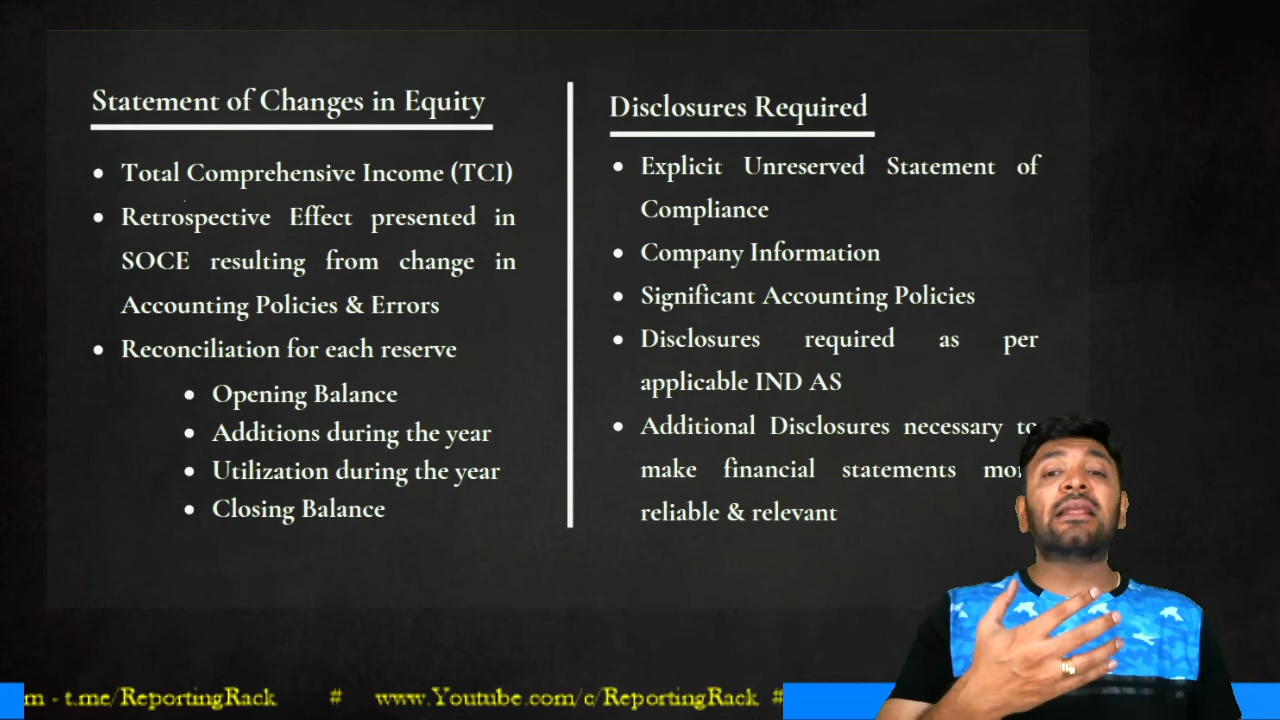 Statement of Changes in Equity
Total Comprehensive Income (TCI)
Retrospective Effect presented in
SOCE resulting from change in
Accounting Policies & Errors
Reconciliation for each reserve
Opening Balance
Additions during the year
Utilization during the year
Closing Balance
Disclosures Required
Explicit Unreserved Statement of
Compliance
Company Information
Significant Accounting Policies
Disclosures required as per
applicable IND AS
Additional Disclosures necessary to
make financial statements
reliable & relevant
m - t.me/ReportingRack # www.Youtube.com/c/ReportingRack #